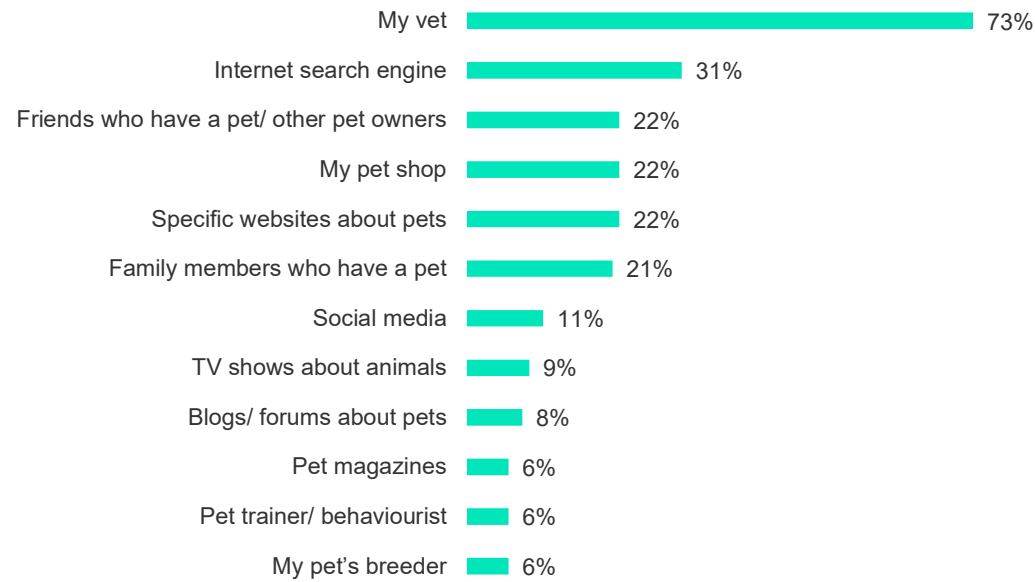 My vet 73%
Internet search engine 31%
Friends who have a pet/ other pet owners 22%
My pet shop 22%
Specific websites about pets 22%
Family members who have a pet 21%
Social media 11%
TV shows about animals 9%
Blogs/ forums about pets 8%
Pet magazines 6%
Pet trainer/ behaviourist 6%
My pet’s breeder 6%